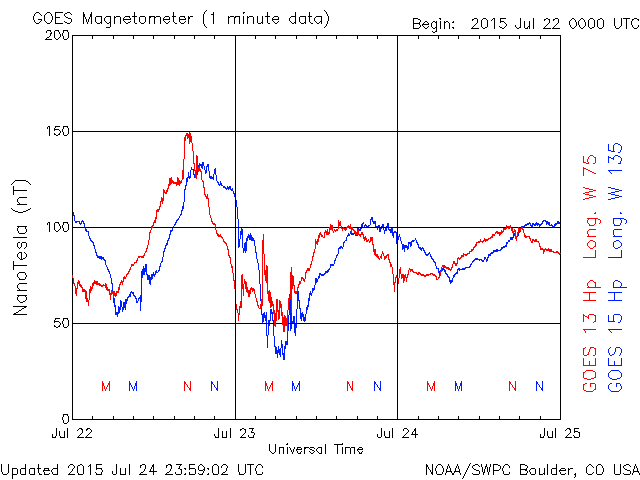 GOES Magnetometer (1 minute data)
Begin: 2015 Jul 22 0000 UTC
200
150
100
50
0
NanoTesla (nT)
GOES 13 Hp Long. W 75
GOES 15 Hp Long. W 135
M M N N M M N N M M N N
Jul 22 Jul 23 Jul 24 Jul 25
Universal Time
Updated 2015 Jul 24 23:59:02 UTC
NOAA/SWPC Boulder, CO USA